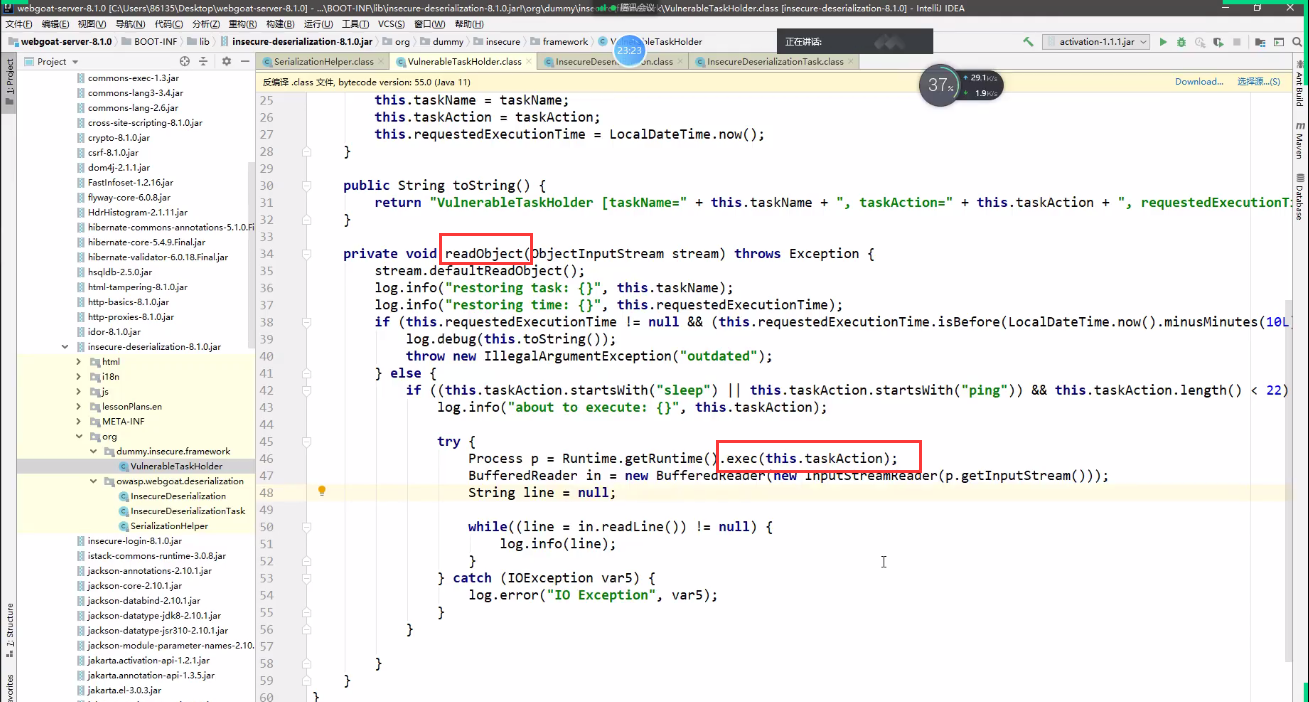 webgoat-server-8.1.0 [C:\Users\86135\Desktop\webgoat-server-8.1.0] - ...\BOOT-INF\lib\insecure-deserialization-8.1.0.jar!\org\dummy\insec 腾讯会议 k\VulnerableTaskHolder.class [insecure-deserialization-8.1.0] - IntelliJ IDEA
文件(F) 编辑(E) 视图(V) 导航(N) 代码(C) 分析(Z) 重构(R) 构建(B) 运行(U) 工具(T) VCS(S) 窗口(W) 帮助(H)
webgoat-server-8.1.0 BOOT-INF lib insecure-deserialization-8.1.0.jar org dummy insecure framework VulnerableTaskHolder
23:23
正在讲话:
activation-1.1.1.jar
Project
SerializationHelper.class VulnerableTaskHolder.class InsecureDeserialization.class InsecureDeserializationTask.class
反编译 .class 文件, bytecode version: 55.0 (Java 11)
Download... 选择源...(S)
37%
29.1K/s
1.9K/s
1: Project
7: Structure
Ant Build
Maven
Database
commons-exec-1.3.jar
commons-lang3-3.4.jar
commons-lang-2.6.jar
cross-site-scripting-8.1.0.jar
crypto-8.1.0.jar
csrf-8.1.0.jar
dom4j-2.1.1.jar
FastInfoset-1.2.16.jar
flyway-core-6.0.8.jar
HdrHistogram-2.1.11.jar
hibernate-commons-annotations-5.1.0.Fi
hibernate-core-5.4.9.Final.jar
hibernate-validator-6.0.18.Final.jar
hsqldb-2.5.0.jar
html-tampering-8.1.0.jar
http-basics-8.1.0.jar
http-proxies-8.1.0.jar
idor-8.1.0.jar
insecure-deserialization-8.1.0.jar
html
i18n
js
lessonPlans.en
META-INF
org
dummy.insecure.framework
VulnerableTaskHolder
owasp.webgoat.deserialization
InsecureDeserialization
InsecureDeserializationTask
SerializationHelper
insecure-login-8.1.0.jar
istack-commons-runtime-3.0.8.jar
jackson-annotations-2.10.1.jar
jackson-core-2.10.1.jar
jackson-databind-2.10.1.jar
jackson-datatype-jdk8-2.10.1.jar
jackson-datatype-jsr310-2.10.1.jar
jackson-module-parameter-names-2.10.
jakarta.activation-api-1.2.1.jar
jakarta.annotation-api-1.3.5.jar
jakarta.el-3.0.3.jar
25 this.taskName = taskName;
26 this.taskAction = taskAction;
27 this.requestedExecutionTime = LocalDateTime.now();
28 }
29
30 public String toString() {
31 return "VulnerableTaskHolder [taskName=" + this.taskName + ", taskAction=" + this.taskAction + ", requestedExecutionTi
32 }
33
34 private void readObject(ObjectInputStream stream) throws Exception {
35 stream.defaultReadObject();
36 log.info("restoring task: {}", this.taskName);
37 log.info("restoring time: {}", this.requestedExecutionTime);
38 if (this.requestedExecutionTime != null && (this.requestedExecutionTime.isBefore(LocalDateTime.now().minusMinutes(10L
39 log.debug(this.toString());
40 throw new IllegalArgumentException("outdated");
41 } else {
42 if ((this.taskAction.startsWith("sleep") || this.taskAction.startsWith("ping")) && this.taskAction.length() < 22)
43 log.info("about to execute: {}", this.taskAction);
44
45 try {
46 Process p = Runtime.getRuntime().exec(this.taskAction);
47 BufferedReader in = new BufferedReader(new InputStreamReader(p.getInputStream()));
48 String line = null;
49
50 while((line = in.readLine()) != null) {
51 log.info(line);
52 }
53 } catch (IOException var5) {
54 log.error("IO Exception", var5);
55 }
56 }
57
58 }
59 }
60 }